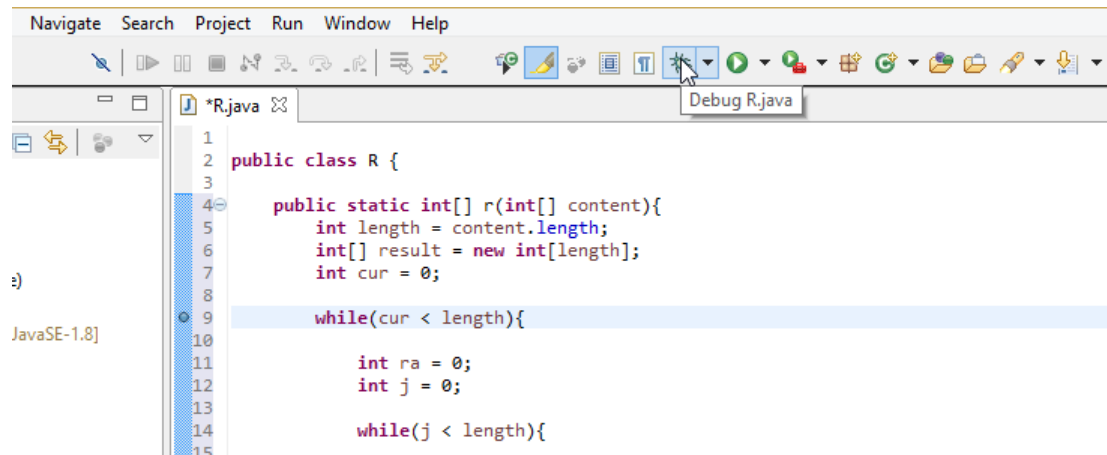 Navigate Search Project Run Window Help
*R.java
Debug R.java
1
2 public class R {
3
4 public static int[] r(int[] content){
5 int length = content.length;
6 int[] result = new int[length];
7 int cur = 0;
8
9 while(cur < length){
10
11 int ra = 0;
12 int j = 0;
13
14 while(j < length){
15
e)
JavaSE-1.8]